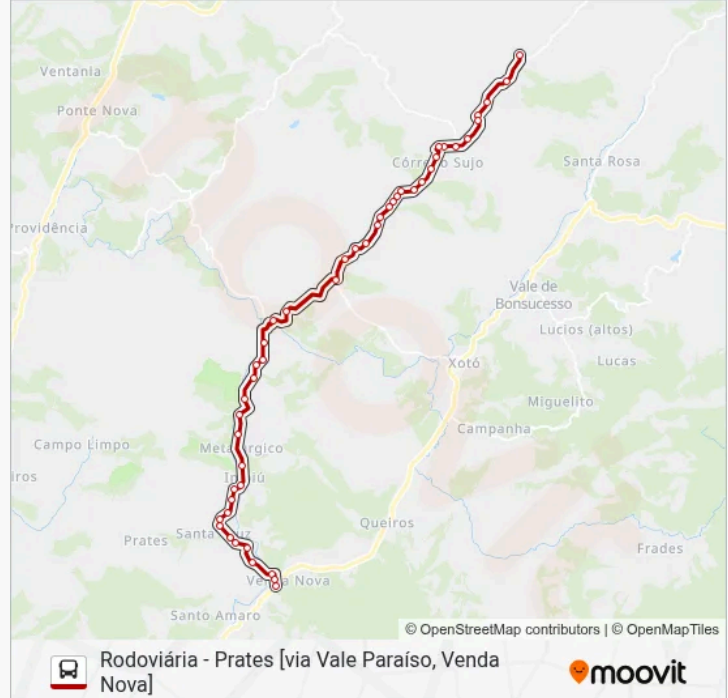 Ventania
Ponte Nova
Córrego Sujo
Santa Rosa
Providência
Vale de
Bonsucesso
Lucios (altos)
Xotó
Lucas
Miguelito
Campanha
Campo Limpo
Queiros
Prates
Frades
Venda Nova
Santo Amaro
© OpenStreetMap contributors | © OpenMapTiles
Rodoviária - Prates [via Vale Paraíso, Venda
Nova]
moovit